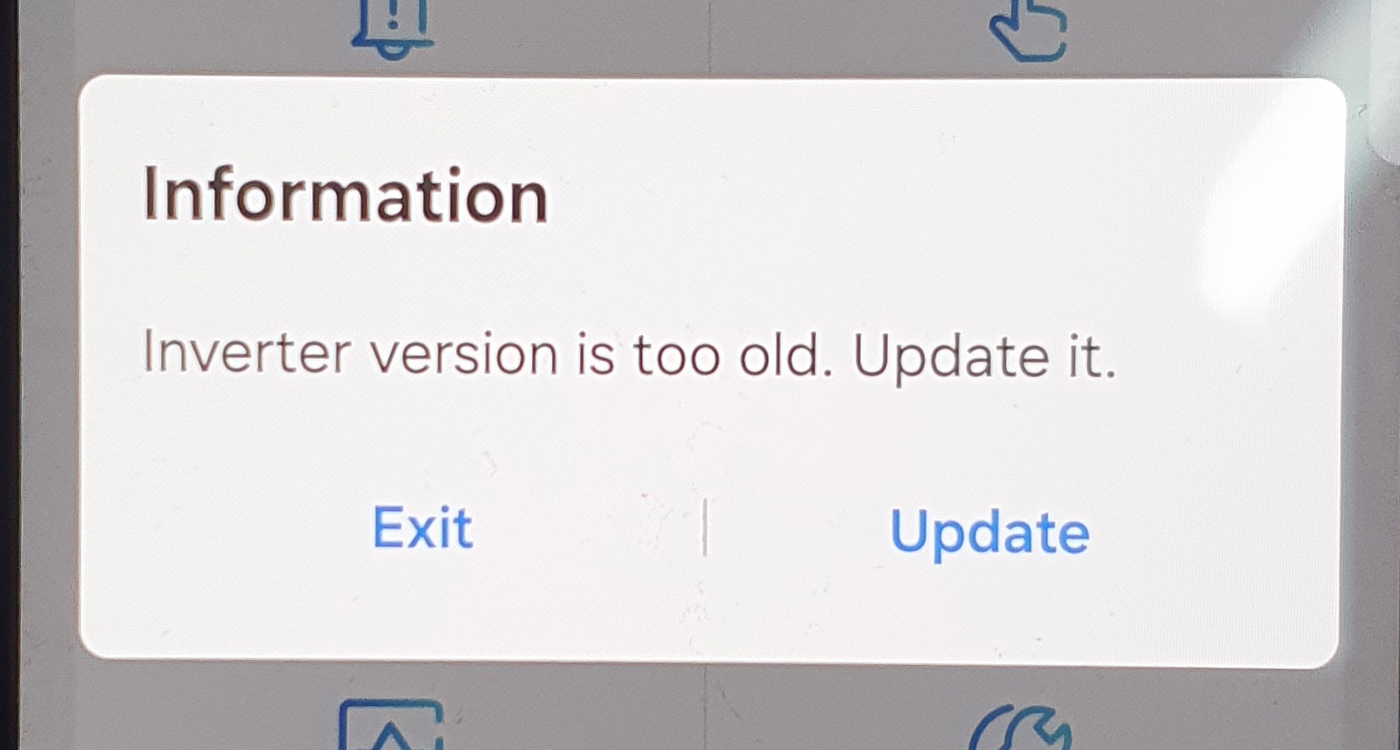 Information
Inverter version is too old. Update it.
Exit | Update